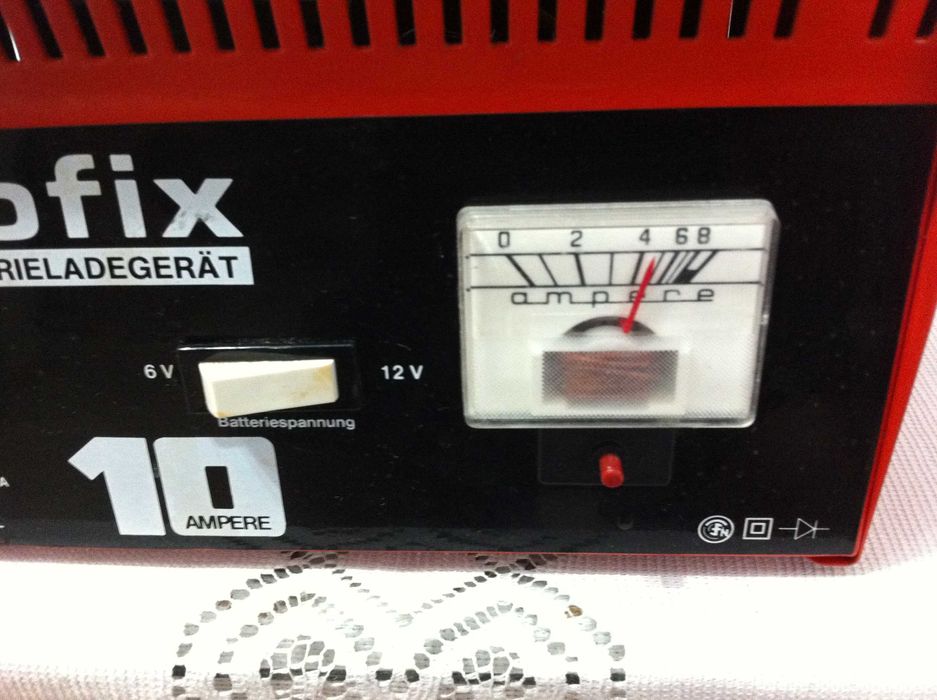 ofix
RIELADEGERÄT
0 2 4 6 8
ampere
6 V
12 V
Batteriespannung
A
10
AMPERE
N